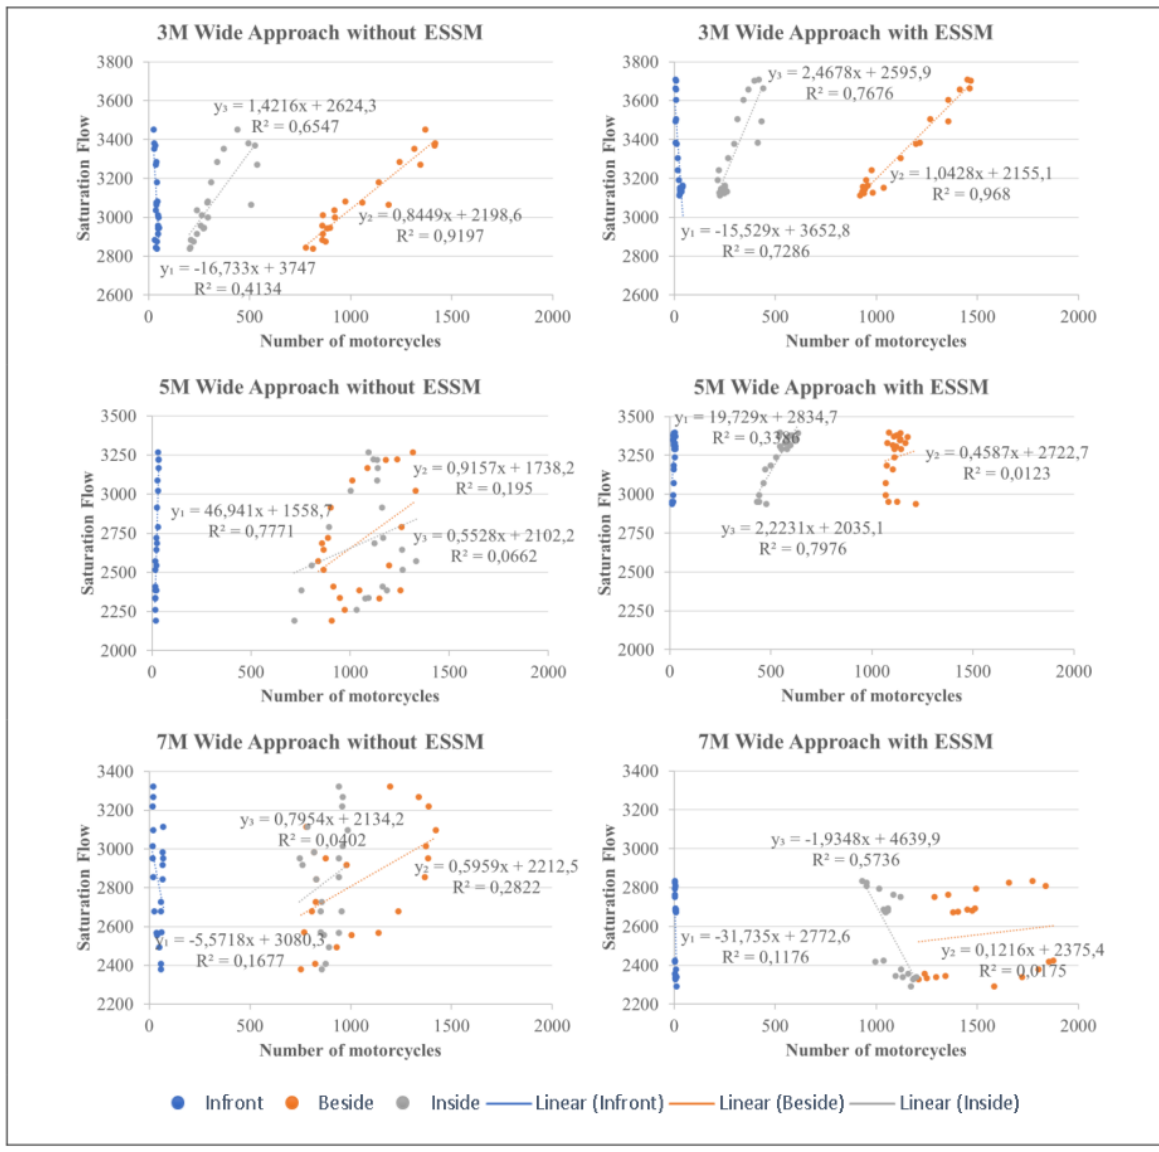 3M Wide Approach without ESSM
Saturation Flow
3800
3600
3400
3200
3000
2800
2600
y₃ = 1,4216x + 2624,3
R² = 0,6547
y₂ = 0,8449x + 2198,6
R² = 0,9197
y₁ = -16,733x + 3747
R² = 0,4134
0 500 1000 1500 2000
Number of motorcycles
3M Wide Approach with ESSM
Saturation Flow
3800
3600
3400
3200
3000
2800
2600
y₃ = 2,4678x + 2595,9
R² = 0,7676
y₂ = 1,0428x + 2155,1
R² = 0,968
y₁ = -15,529x + 3652,8
R² = 0,7286
0 500 1000 1500 2000
Number of motorcycles
5M Wide Approach without ESSM
Saturation Flow
3500
3250
3000
2750
2500
2250
2000
y₂ = 0,9157x + 1738,2
R² = 0,195
y₁ = 46,941x + 1558,7
R² = 0,7771
y₃ = 0,5528x + 2102,2
R² = 0,0662
0 500 1000 1500 2000
Number of motorcycles
5M Wide Approach with ESSM
Saturation Flow
3500
3250
3000
2750
2500
2250
2000
y₁ = 19,729x + 2834,7
R² = 0,3386
y₂ = 0,4587x + 2722,7
R² = 0,0123
y₃ = 2,2231x + 2035,1
R² = 0,7976
0 500 1000 1500 2000
Number of motorcycles
7M Wide Approach without ESSM
Saturation Flow
3400
3200
3000
2800
2600
2400
2200
y₃ = 0,7954x + 2134,2
R² = 0,0402
y₂ = 0,5959x + 2212,5
R² = 0,2822
y₁ = -5,5718x + 3080,3
R² = 0,1677
0 500 1000 1500 2000
Number of motorcycles
7M Wide Approach with ESSM
Saturation Flow
3400
3200
3000
2800
2600
2400
2200
y₃ = -1,9348x + 4639,9
R² = 0,5736
y₁ = -31,735x + 2772,6
R² = 0,1176
y₂ = 0,1216x + 2375,4
R² = 0,0175
0 500 1000 1500 2000
Number of motorcycles
Infront Beside Inside Linear (Infront) Linear (Beside) Linear (Inside)